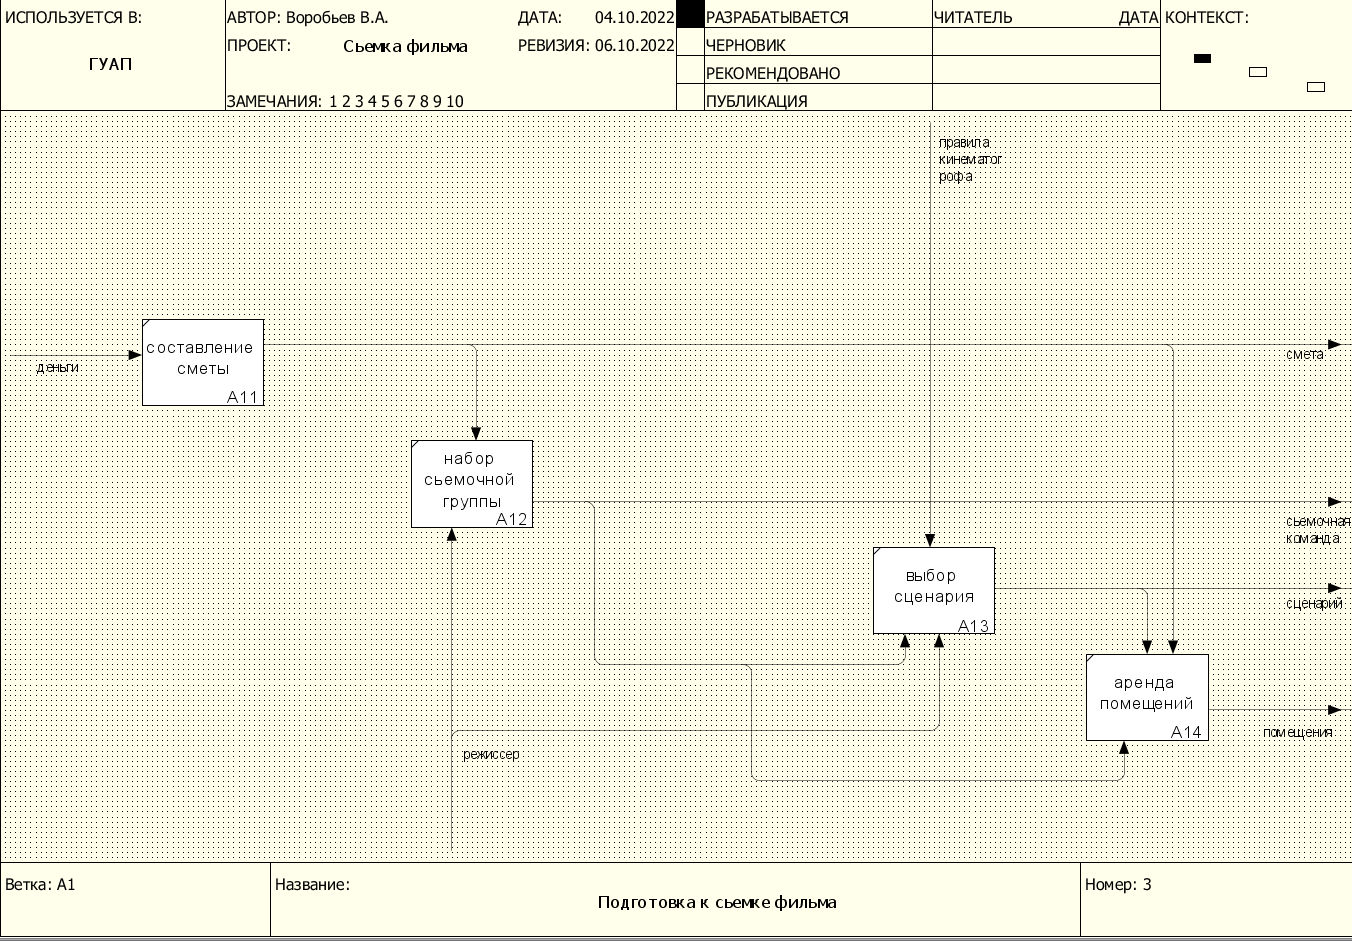 ИСПОЛЬЗУЕТСЯ В:
ГУАП
АВТОР: Воробьев В.А.
ДАТА: 04.10.2022
ПРОЕКТ: Сьемка фильма
РЕВИЗИЯ: 06.10.2022
ЗАМЕЧАНИЯ: 1 2 3 4 5 6 7 8 9 10
РАЗРАБАТЫВАЕТСЯ
ЧЕРНОВИК
РЕКОМЕНДОВАНО
ПУБЛИКАЦИЯ
ЧИТАТЕЛЬ
ДАТА
КОНТЕКСТ:
правила
кинематог
рофа
деньги
составление
сметы
A11
смета
набор
сьемочной
группы
A12
сьемочная
команда
выбор
сценария
A13
сценарий
аренда
помещений
A14
помещения
режиссер
Ветка: A1
Название:
Подготовка к сьемке фильма
Номер: 3